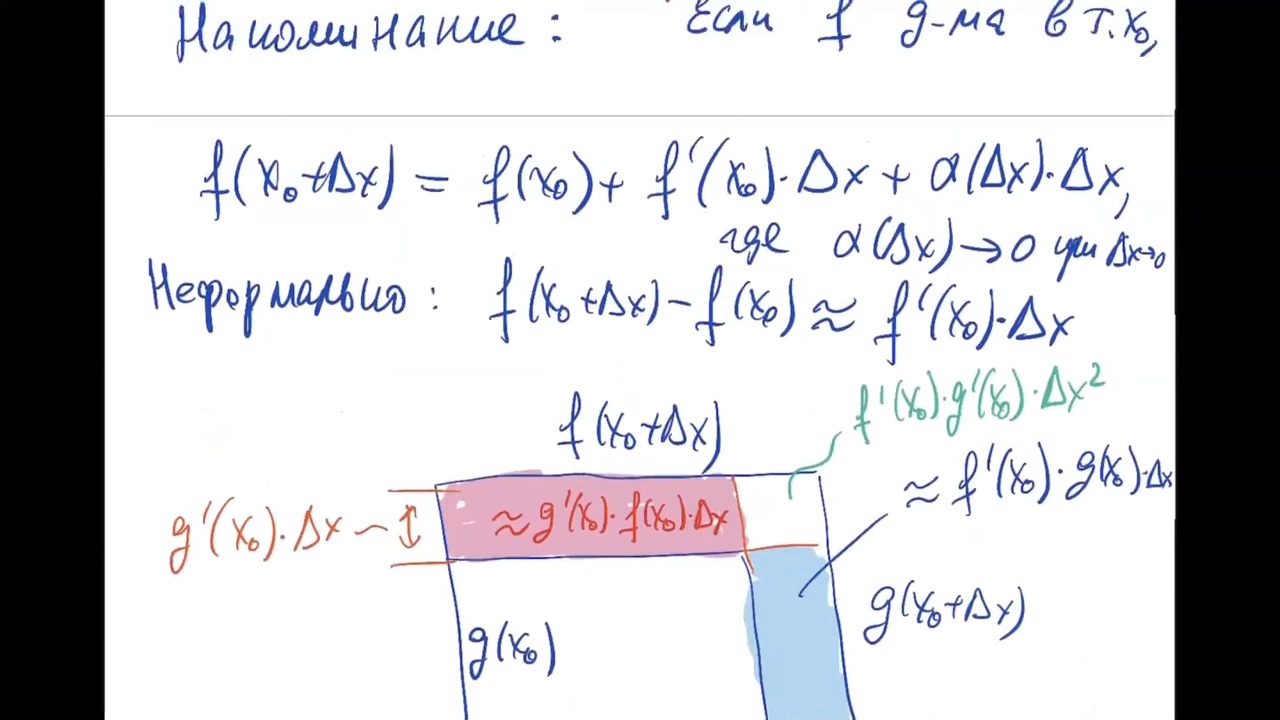 Напоминание: Если f д-ма в т. x₀,
f(x₀+Δx) = f(x₀) + f'(x₀)·Δx + α(Δx)·Δx,
где α(Δx)→0 при Δx→0
Неформально: f(x₀+Δx) − f(x₀) ≈ f'(x₀)·Δx
f'(x₀)·g'(x₀)·Δx²
f(x₀+Δx)
≈ f'(x₀)·g(x₀)·Δx
g'(x₀)·Δx −
≈ g'(x₀)·f(x₀)·Δx
g(x₀+Δx)
g(x₀)